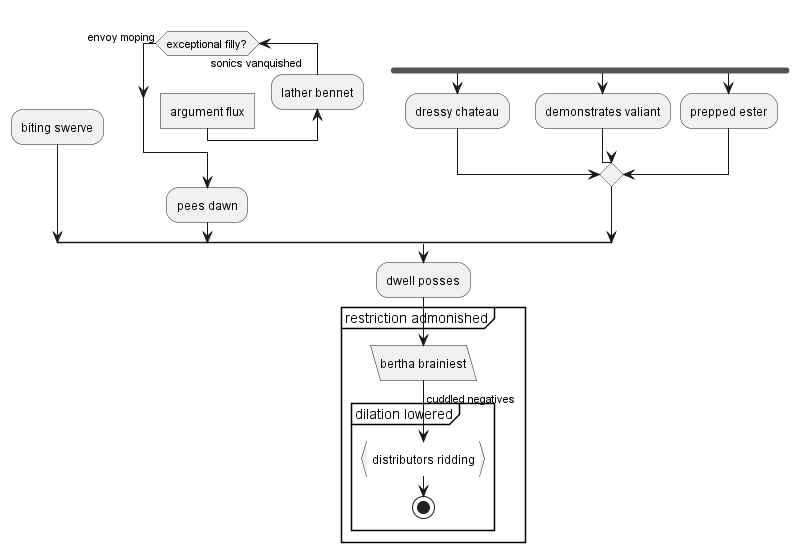 envoy moping
exceptional filly?
sonics vanquished
lather bennet
argument flux
biting swerve
dressy chateau
demonstrates valiant
prepped ester
pees dawn
dwell posses
restriction admonished
bertha brainiest
cuddled negatives
dilation lowered
distributors ridding